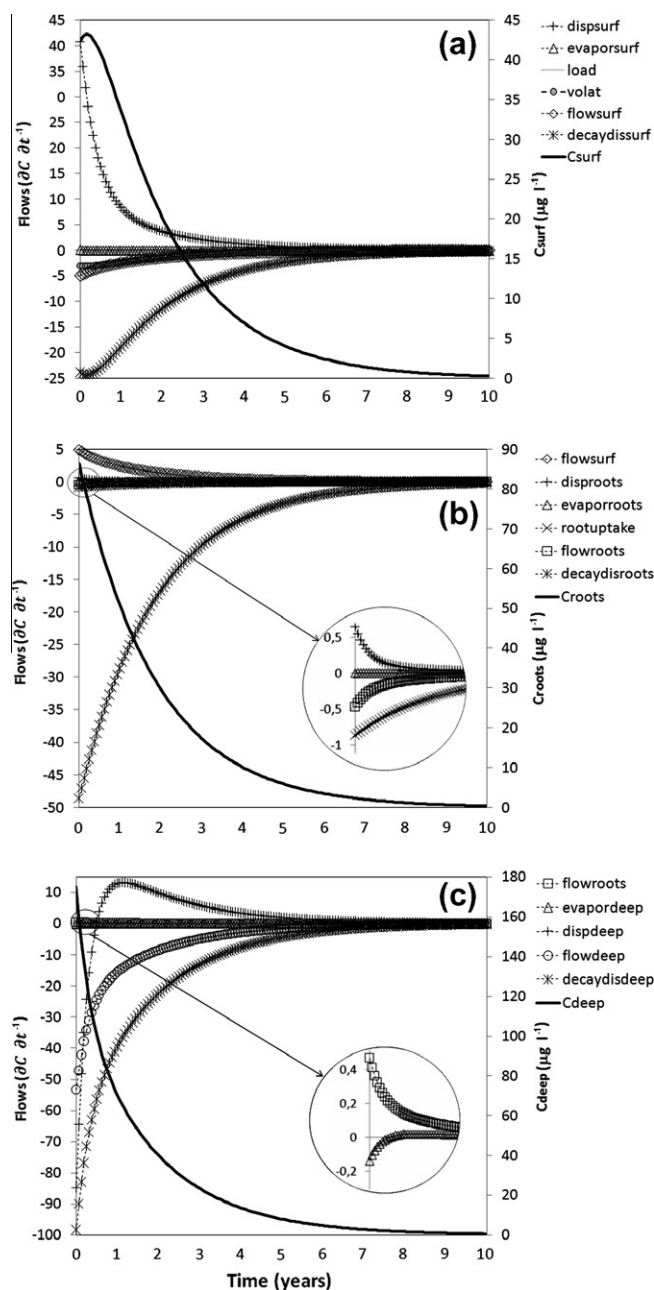 45
40
35
0
25
20
15
10
5
0
-5
-10
-15
-20
-25
Flows (∂C ∂t⁻¹)
0 1 2 3 4 5 6 7 8 9 10
(a)
45
40
35
30
25
20
15
10
5
0
Csurf (µg l⁻¹)
dispsurf
evaporsurf
load
volat
flowsurf
decaydissurf
Csurf
5
0
-5
-10
-15
-20
-25
-30
-35
-40
-45
-50
Flows (∂C ∂t⁻¹)
0 1 2 3 4 5 6 7 8 9 10
(b)
0,5
0
-0,5
-1
90
80
70
60
50
40
30
20
10
0
Croots (µg l⁻¹)
flowsurf
disproots
evaporroots
rootuptake
flowroots
decaydisroots
Croots
10
0
-10
-20
-30
-40
-50
-60
-70
-80
-90
-100
Flows (∂C ∂t⁻¹)
0 1 2 3 4 5 6 7 8 9 10
Time (years)
(c)
0,4
0,2
0
-0,2
180
160
140
120
100
80
60
40
20
0
Cdeep (µg l⁻¹)
flowroots
evapordeep
dispdeep
flowdeep
decaydisdeep
Cdeep